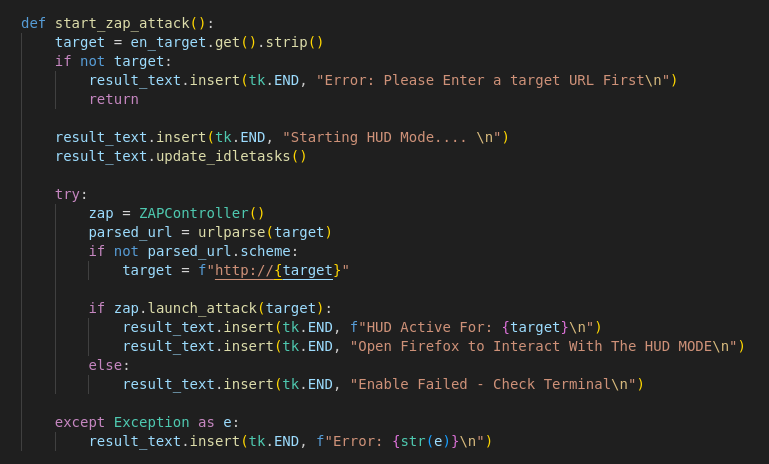 def start_zap_attack():
    target = en_target.get().strip()
    if not target:
        result_text.insert(tk.END, "Error: Please Enter a target URL First\n")
        return

    result_text.insert(tk.END, "Starting HUD Mode.... \n")
    result_text.update_idletasks()

    try:
        zap = ZAPController()
        parsed_url = urlparse(target)
        if not parsed_url.scheme:
            target = f"http://{target}"

        if zap.launch_attack(target):
            result_text.insert(tk.END, f"HUD Active For: {target}\n")
            result_text.insert(tk.END, "Open Firefox to Interact With The HUD MODE\n")
        else:
            result_text.insert(tk.END, "Enable Failed - Check Terminal\n")

    except Exception as e:
        result_text.insert(tk.END, f"Error: {str(e)}\n")